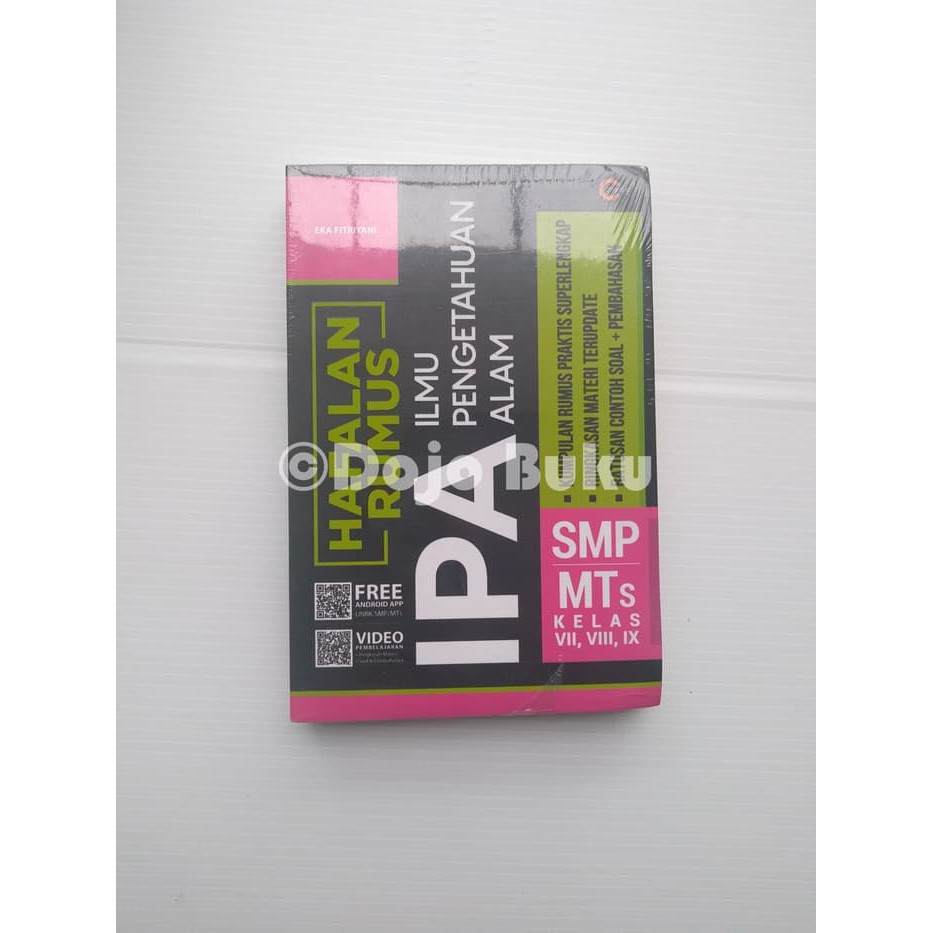 EKA FITRIYANI
HAFALAN
RUMUS
IPA
ILMU
PENGETAHUAN
ALAM
KUMPULAN RUMUS PRAKTIS SUPERLENGKAP
RINGKASAN MATERI TERUPDATE
RATUSAN CONTOH SOAL + PEMBAHASAN
SMP
MTs
KELAS
VII, VIII, IX
FREE
ANDROID APP
UNBK SMP/MTs
VIDEO
PEMBELAJARAN
© Dojo Buku